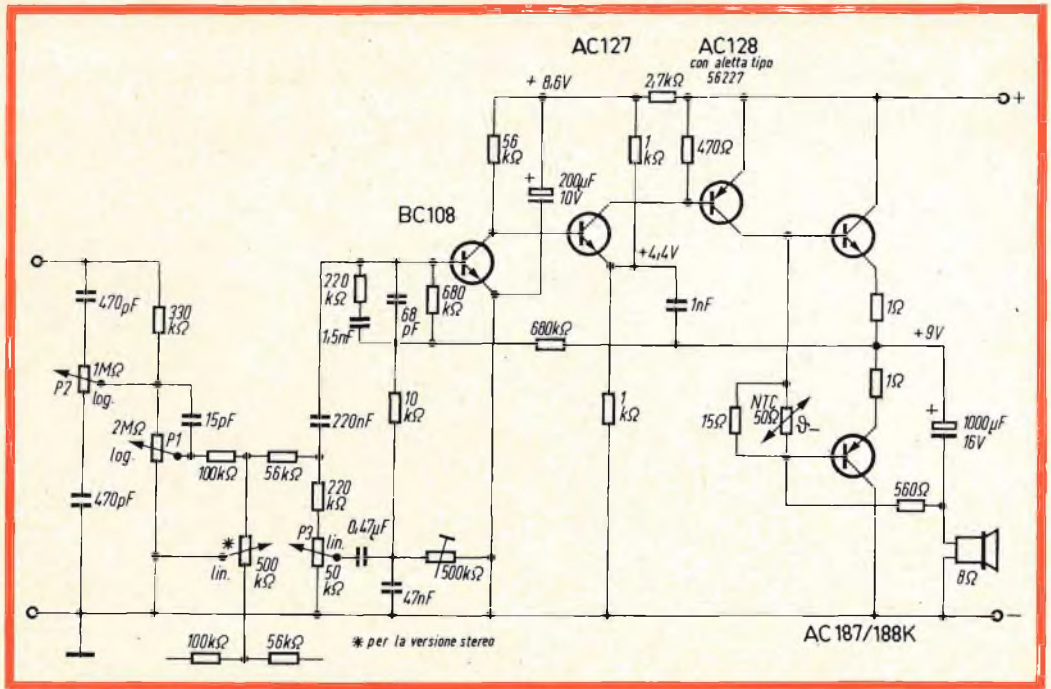 AC127
AC128
con aletta tipo
56227
+ 8,6V
2,7kΩ
56
kΩ
1
kΩ
470Ω
+
200µF
10V
BC108
+4,4V
470pF
330
kΩ
220
kΩ
1,5nF
68
pF
680
kΩ
1nF
680kΩ
1Ω
+9V
1Ω
P2
1MΩ
log.
15pF
2MΩ
P1
log.
100kΩ
56kΩ
220nF
10
kΩ
1
kΩ
15Ω
NTC
50Ω
ϑ–
+
1000µF
16V
470pF
220
kΩ
560Ω
*
lin.
500
kΩ
P3
lin.
50
kΩ
0,47µF
500kΩ
47nF
8Ω
+
–
100kΩ
56kΩ
* per la versione stereo
AC187/188K